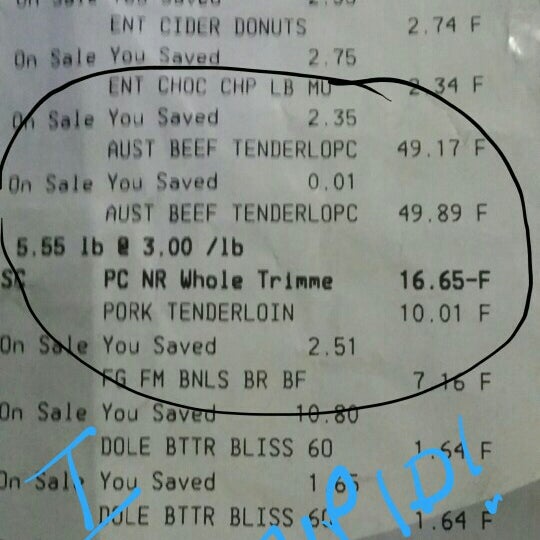 ENT CIDER DONUTS 2.74 F
On Sale You Saved 2.75
ENT CHOC CHP LB MU 2.34 F
On Sale You Saved 2.35
AUST BEEF TENDERLOPC 49.17 F
On Sale You Saved 0.01
AUST BEEF TENDERLOPC 49.89 F
5.55 lb @ 3.00 /lb
SC PC NR Whole Trimme 16.65-F
PORK TENDERLOIN 10.01 F
On Sale You Saved 2.51
FG FM BNLS BR BF 7.16 F
On Sale You Saved 10.80
DOLE BTTR BLISS 60 1.64 F
On Sale You Saved 1.65
DOLE BTTR BLISS 60 1.64 F
I DID!